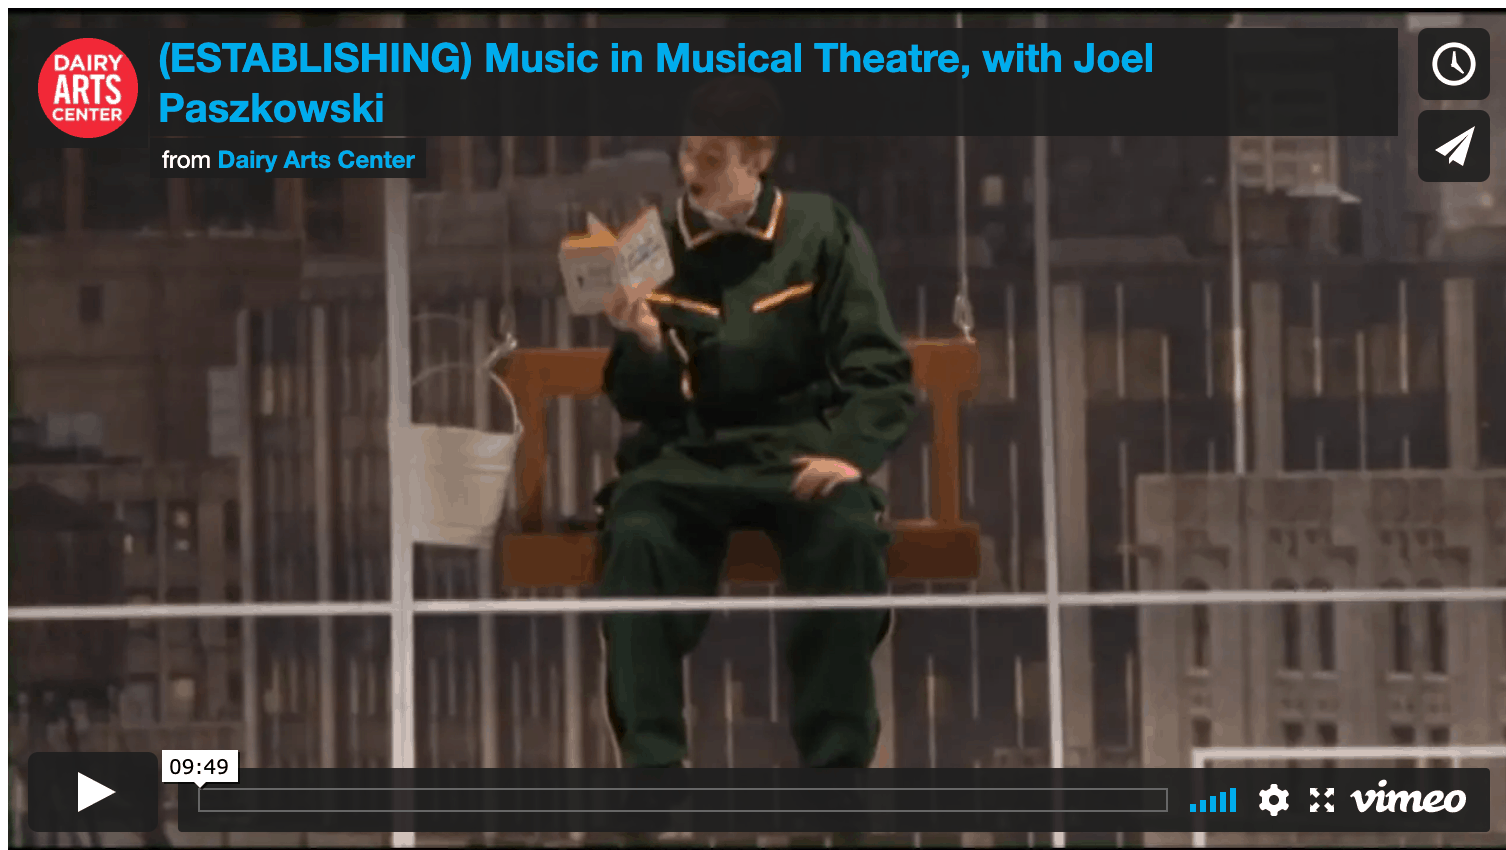 DAIRY
ARTS
CENTER
(ESTABLISHING) Music in Musical Theatre, with Joel
Paszkowski
from Dairy Arts Center
09:49
vimeo